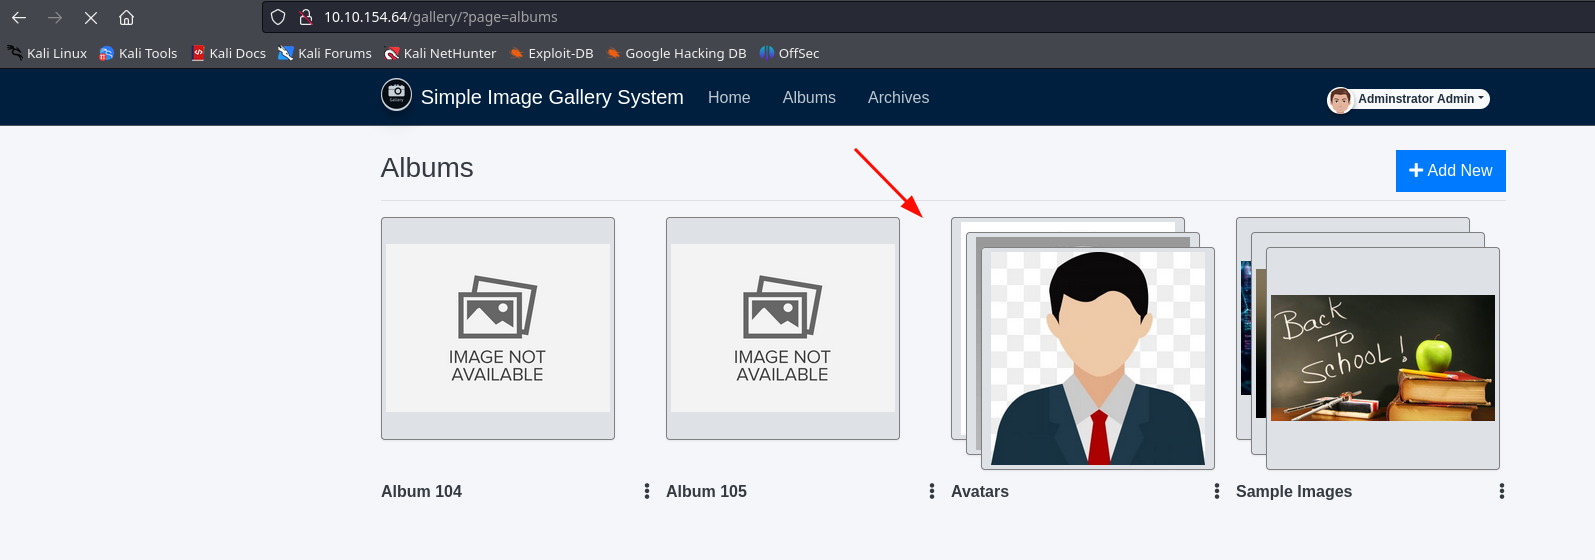 10.10.154.64/gallery/?page=albums
Kali Linux Kali Tools Kali Docs Kali Forums Kali NetHunter Exploit-DB Google Hacking DB OffSec
Gallery Simple Image Gallery System Home Albums Archives Adminstrator Admin
Albums Add New
IMAGE NOT
AVAILABLE
IMAGE NOT
AVAILABLE
Back
To
School!
Album 104 Album 105 Avatars Sample Images